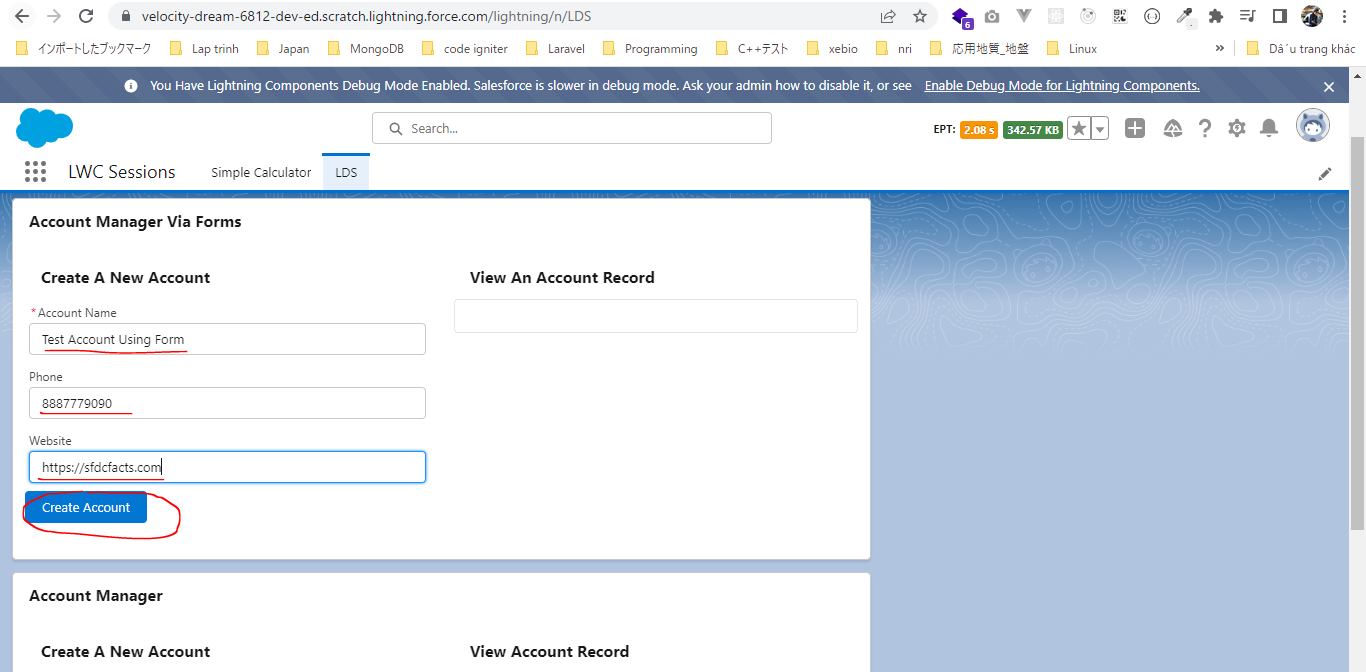 velocity-dream-6812-dev-ed.scratch.lightning.force.com/lightning/n/LDS
6
インポートしたブックマーク Lap trinh Japan MongoDB code igniter Laravel Programming C++テスト xebio nri 応用地質_地盤 Linux » Dấu trang khác
You Have Lightning Components Debug Mode Enabled. Salesforce is slower in debug mode. Ask your admin how to disable it, or see Enable Debug Mode for Lightning Components.
Search...
EPT: 2.08 s 342.57 KB
LWC Sessions Simple Calculator LDS
Account Manager Via Forms
Create A New Account View An Account Record
*Account Name
Test Account Using Form
Phone
8887779090
Website
https://sfdcfacts.com
Create Account
Account Manager
Create A New Account View Account Record